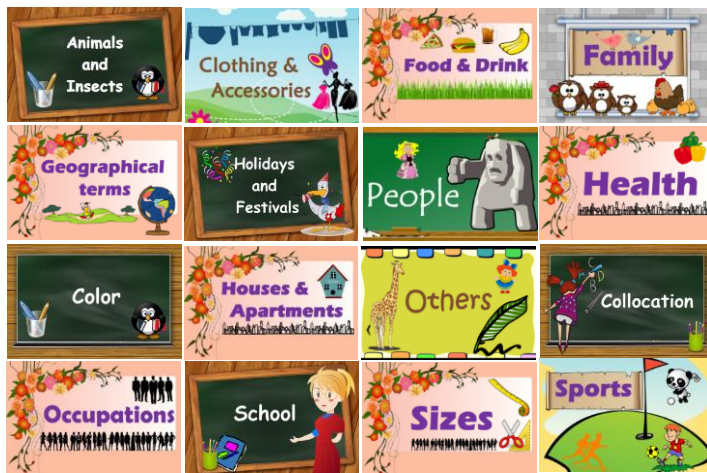 Animals
and
Insects
Clothing &
Accessories
Food & Drink
Family
Geographical
terms
Holidays
and
Festivals
People
Health
Color
Houses &
Apartments
Others
C
D
B
Collocation
Occupations
School
Sizes
Sports